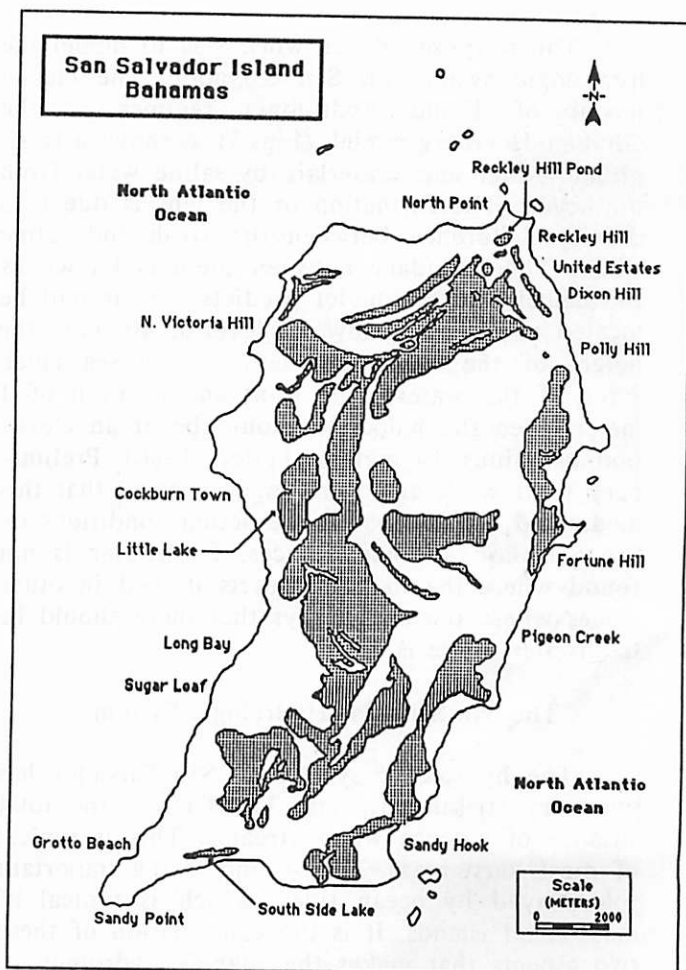 San Salvador Island
Bahamas
-N-
North Atlantic
Ocean
Reckley Hill Pond
North Point
Reckley Hill
United Estates
Dixon Hill
N. Victoria Hill
Polly Hill
Cockburn Town
Little Lake
Fortune Hill
Long Bay
Pigeon Creek
Sugar Loaf
North Atlantic
Ocean
Grotto Beach
Sandy Hook
Sandy Point
South Side Lake
Scale
(METERS)
0 2000